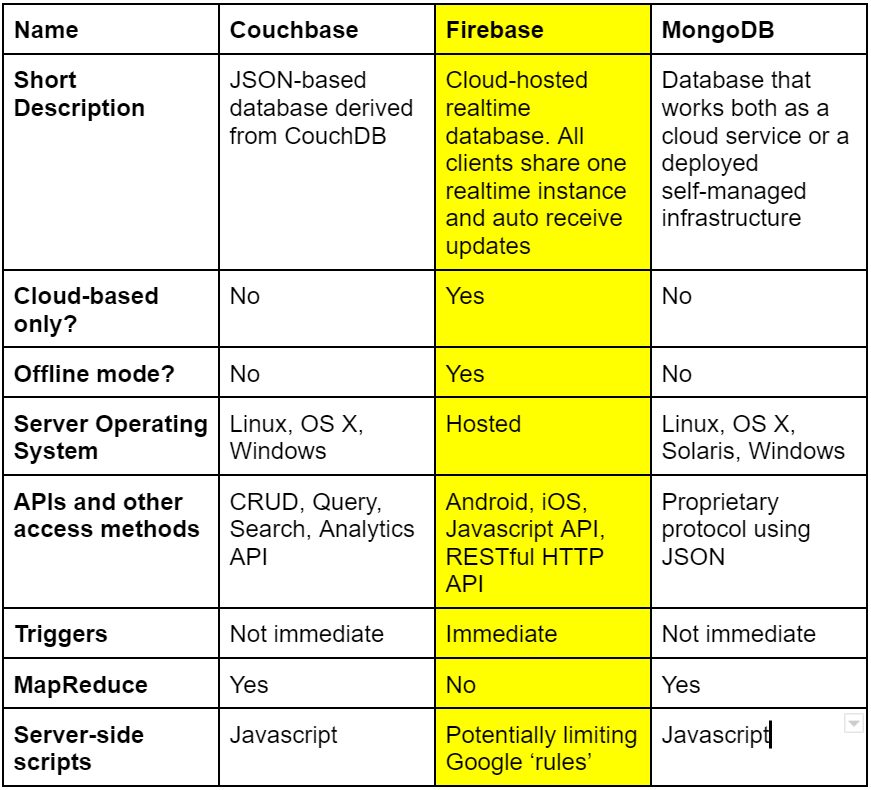 Name Couchbase Firebase MongoDB
Short JSON-based Cloud-hosted Database that
Description database derived realtime works both as a
from CouchDB database. All cloud service or a
clients share one deployed
realtime instance self-managed
and auto receive infrastructure
updates
Cloud-based No Yes No
only?
Offline mode? No Yes No
Server Operating Linux, OS X, Hosted Linux, OS X,
System Windows Solaris, Windows
APIs and other CRUD, Query, Android, iOS, Proprietary
access methods Search, Analytics Javascript API, protocol using
API RESTful HTTP JSON
API
Triggers Not immediate Immediate Not immediate
MapReduce Yes No Yes
Server-side Javascript Potentially limiting Javascript
scripts Google ‘rules’